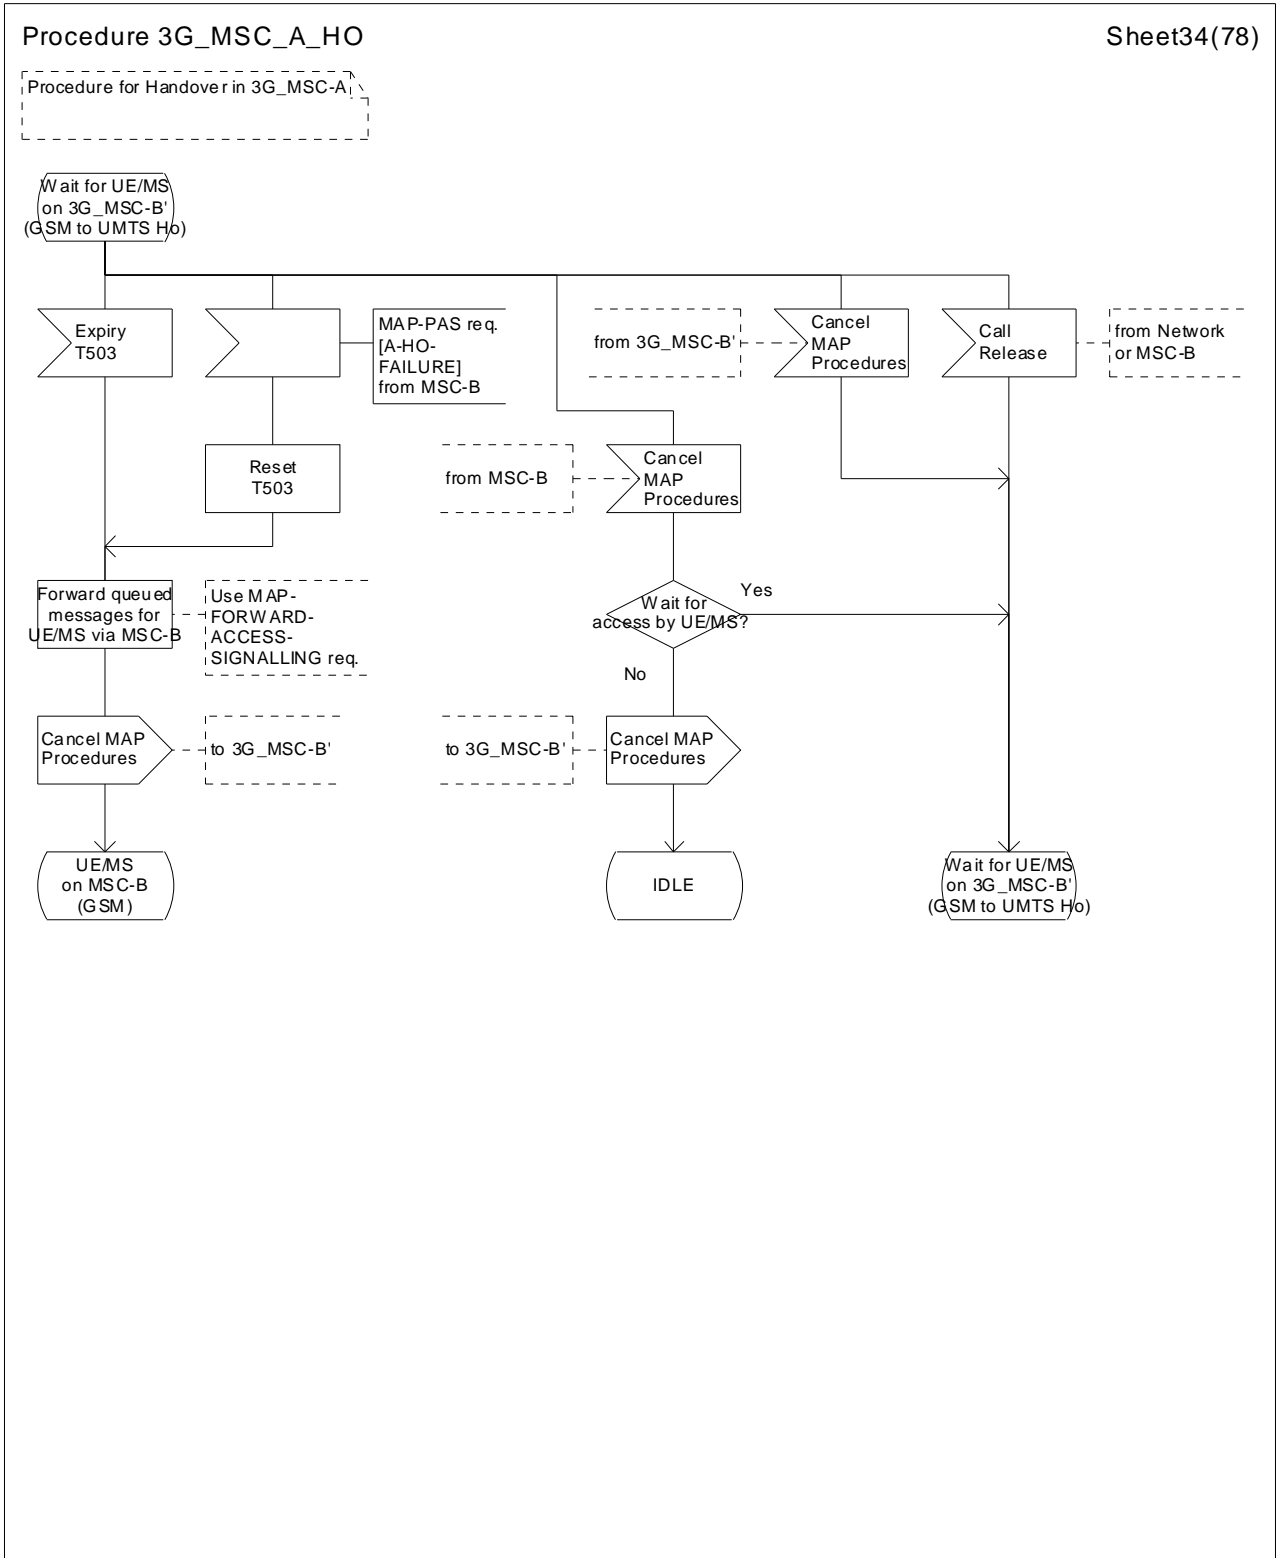 Procedure 3G_MSC_A_HO
Sheet34(78)
Procedure for Handover in 3G_MSC-A
Wait for UE/MS
on 3G_MSC-B'
(GSM to UMTS Ho)
Expiry
T503
MAP-PAS req.
[A-HO-
FAILURE]
from MSC-B
from 3G_MSC-B'
Cancel
MAP
Procedures
Call
Release
from Network
or MSC-B
Reset
T503
from MSC-B
Cancel
MAP
Procedures
Forward queued
messages for
UE/MS via MSC-B
Use MAP-
FORWARD-
ACCESS-
SIGNALLING req.
Wait for
access by UE/MS?
Yes
No
Cancel MAP
Procedures
to 3G_MSC-B'
to 3G_MSC-B'
Cancel MAP
Procedures
UE/MS
on MSC-B
(GSM)
IDLE
Wait for UE/MS
on 3G_MSC-B'
(GSM to UMTS Ho)